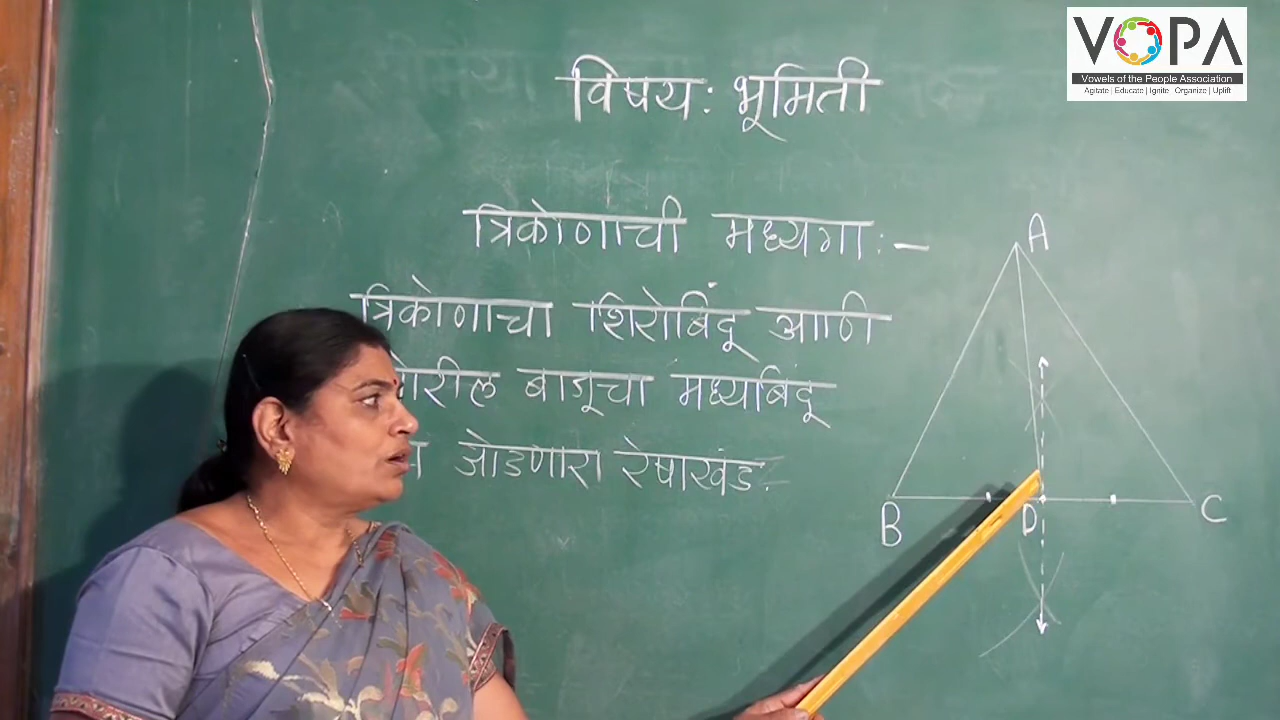 VOPA
Vowels of the People Association
Agitate | Educate | Ignite Organize | Uplift
विषय: भूमिती
त्रिकोणाची मध्यगा:-
त्रिकोणाचा शिरोबिंदू आणि
बाजूचा मध्यबिंदू
जोडणारा रेषाखंड.
A
B
D
C